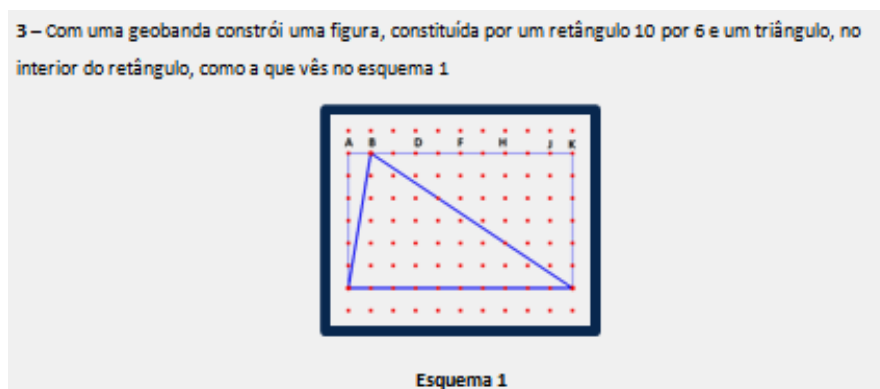 3 – Com uma geobanda constrói uma figura, constituída por um retângulo 10 por 6 e um triângulo, no
interior do retângulo, como a que vês no esquema 1
A B D F H J K
Esquema 1